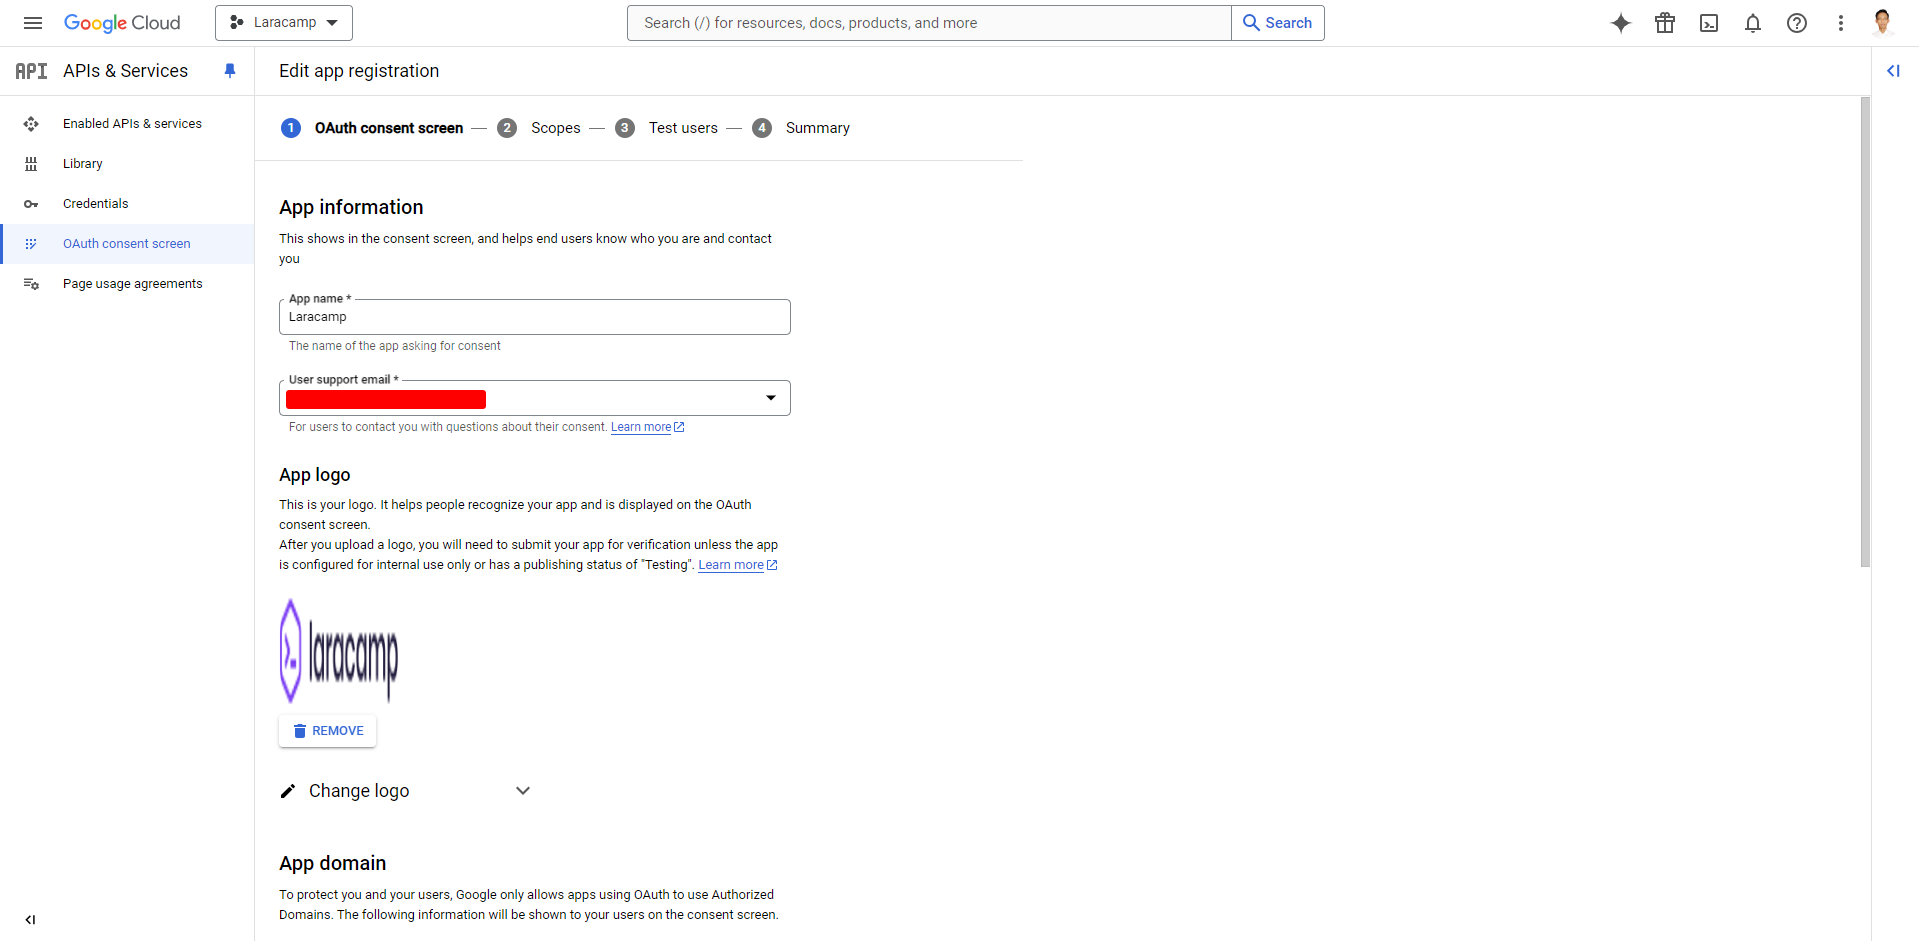 Google Cloud
Laracamp
Search (/) for resources, docs, products, and more
Search
API
APIs & Services
Edit app registration
Enabled APIs & services
Library
Credentials
OAuth consent screen
Page usage agreements
1 OAuth consent screen — 2 Scopes — 3 Test users — 4 Summary
App information
This shows in the consent screen, and helps end users know who you are and contact
you
App name *
Laracamp
The name of the app asking for consent
User support email *
For users to contact you with questions about their consent. Learn more
App logo
This is your logo. It helps people recognize your app and is displayed on the OAuth
consent screen.
After you upload a logo, you will need to submit your app for verification unless the app
is configured for internal use only or has a publishing status of "Testing". Learn more
laracamp
REMOVE
Change logo
App domain
To protect you and your users, Google only allows apps using OAuth to use Authorized
Domains. The following information will be shown to your users on the consent screen.